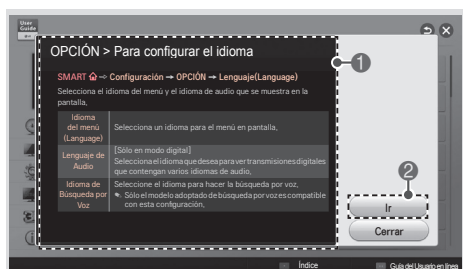 User
Guide
OPCIÓN > Para configurar el idioma
1
SMART ➾ Configuración → OPCIÓN → Lenguaje(Language)
Selecciona el idioma del menú y el idioma de audio que se muestra en la
pantalla.
Idioma
del menú
(Language)
Selecciona un idioma para el menú en pantalla.
Lenguaje de
Audio
[Sólo en modo digital]
Selecciona el idioma que desea para ver transmisiones digitales
que contengan varios idiomas de audio.
Idioma de
Búsqueda por
Voz
Seleccione el idioma para hacer la búsqueda por voz.
Sólo el modelo adoptado de búsqueda por voz es compatible
con esta configuración.
2
Ir
Cerrar
Índice
Guía del Usuario en línea